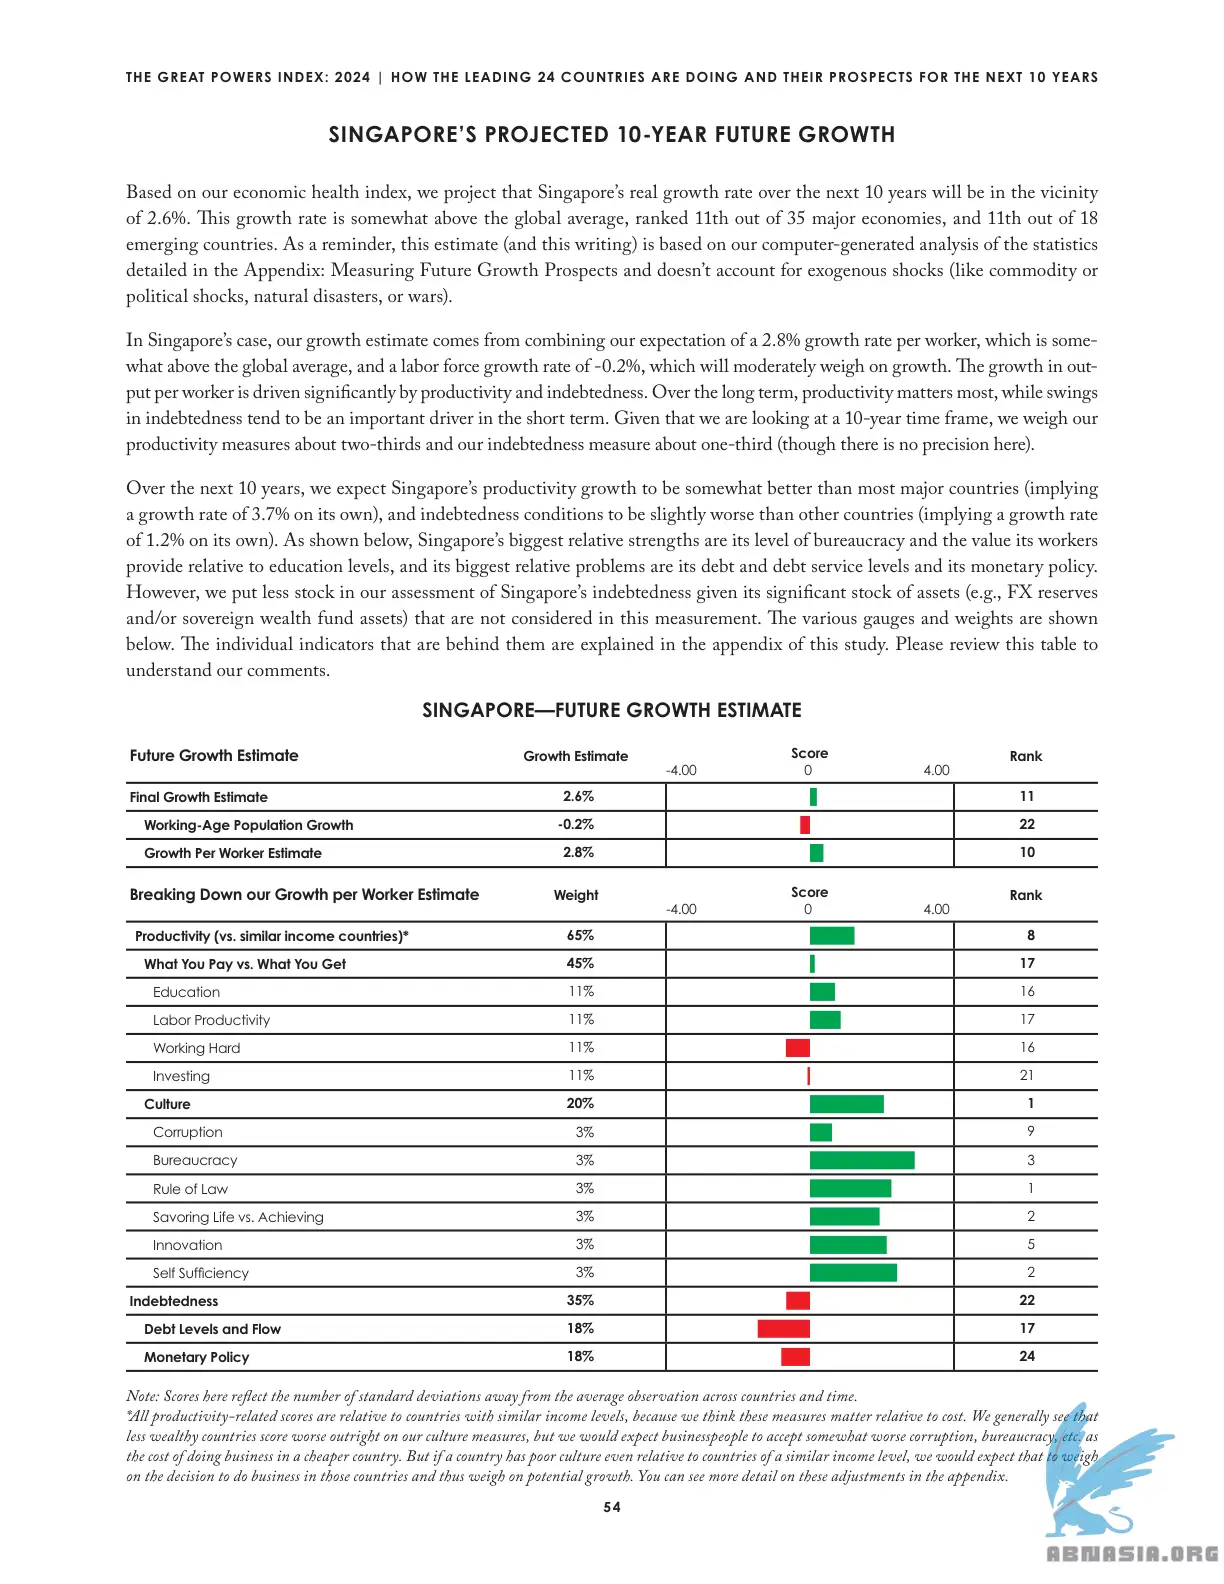 THE GREAT POWERS INDEX: 2024 | HOW THE LEADING 24 COUNTRIES ARE DOING AND THEIR PROSPECTS FOR THE NEXT 10 YEARS
SINGAPORE’S PROJECTED 10-YEAR FUTURE GROWTH
Based on our economic health index, we project that Singapore’s real growth rate over the next 10 years will be in the vicinity
of 2.6%. This growth rate is somewhat above the global average, ranked 11th out of 35 major economies, and 11th out of 18
emerging countries. As a reminder, this estimate (and this writing) is based on our computer-generated analysis of the statistics
detailed in the Appendix: Measuring Future Growth Prospects and doesn’t account for exogenous shocks (like commodity or
political shocks, natural disasters, or wars).
In Singapore’s case, our growth estimate comes from combining our expectation of a 2.8% growth rate per worker, which is some-
what above the global average, and a labor force growth rate of -0.2%, which will moderately weigh on growth. The growth in out-
put per worker is driven significantly by productivity and indebtedness. Over the long term, productivity matters most, while swings
in indebtedness tend to be an important driver in the short term. Given that we are looking at a 10-year time frame, we weigh our
productivity measures about two-thirds and our indebtedness measure about one-third (though there is no precision here).
Over the next 10 years, we expect Singapore’s productivity growth to be somewhat better than most major countries (implying
a growth rate of 3.7% on its own), and indebtedness conditions to be slightly worse than other countries (implying a growth rate
of 1.2% on its own). As shown below, Singapore’s biggest relative strengths are its level of bureaucracy and the value its workers
provide relative to education levels, and its biggest relative problems are its debt and debt service levels and its monetary policy.
However, we put less stock in our assessment of Singapore’s indebtedness given its significant stock of assets (e.g., FX reserves
and/or sovereign wealth fund assets) that are not considered in this measurement. The various gauges and weights are shown
below. The individual indicators that are behind them are explained in the appendix of this study. Please review this table to
understand our comments.
SINGAPORE—FUTURE GROWTH ESTIMATE
Future Growth Estimate Growth Estimate Score Rank
-4.00 0 4.00
Final Growth Estimate 2.6% 11
Working-Age Population Growth -0.2% 22
Growth Per Worker Estimate 2.8% 10
Breaking Down our Growth per Worker Estimate Weight Score Rank
-4.00 0 4.00
Productivity (vs. similar income countries)* 65% 8
What You Pay vs. What You Get 45% 17
Education 11% 16
Labor Productivity 11% 17
Working Hard 11% 16
Investing 11% 21
Culture 20% 1
Corruption 3% 9
Bureaucracy 3% 3
Rule of Law 3% 1
Savoring Life vs. Achieving 3% 2
Innovation 3% 5
Self Sufficiency 3% 2
Indebtedness 35% 22
Debt Levels and Flow 18% 17
Monetary Policy 18% 24
Note: Scores here reflect the number of standard deviations away from the average observation across countries and time.
*All productivity-related scores are relative to countries with similar income levels, because we think these measures matter relative to cost. We generally see that
less wealthy countries score worse outright on our culture measures, but we would expect businesspeople to accept somewhat worse corruption, bureaucracy, etc. as
the cost of doing business in a cheaper country. But if a country has poor culture even relative to countries of a similar income level, we would expect that to weigh
on the decision to do business in those countries and thus weigh on potential growth. You can see more detail on these adjustments in the appendix.
54
ABNASIA.ORG